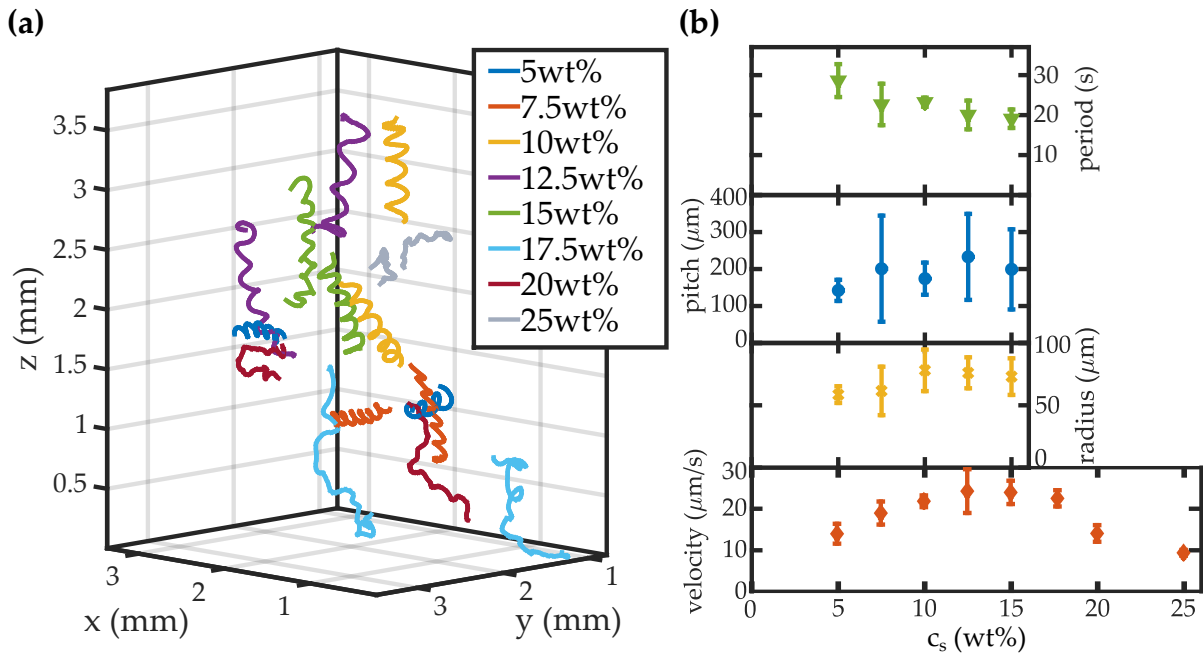 (a)
5wt%
7.5wt%
10wt%
12.5wt%
15wt%
17.5wt%
20wt%
25wt%
3.5
3
2.5
2
1.5
1
0.5
z (mm)
3
2
1
x (mm)
3
2
1
y (mm)
(b)
30
20
10
period (s)
400
300
200
100
0
pitch (μm)
100
50
0
radius (μm)
30
20
10
0
velocity (μm/s)
0
5
10
15
20
25
cₛ (wt%)